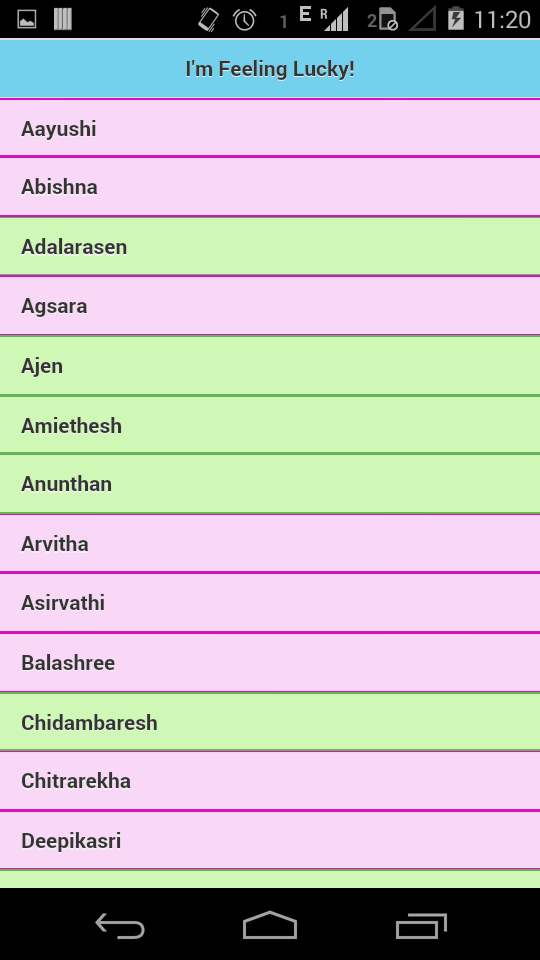 1 E R 2 11:20
I'm Feeling Lucky!
Aayushi
Abishna
Adalarasen
Agsara
Ajen
Amiethesh
Anunthan
Arvitha
Asirvathi
Balashree
Chidambaresh
Chitrarekha
Deepikasri